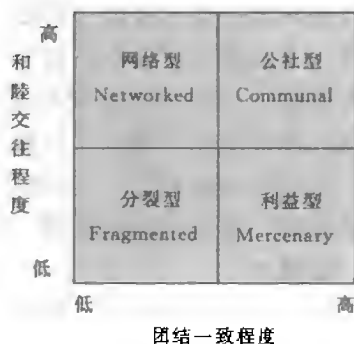 高
和睦交往程度
低
网络型
Networked
公社型
Communal
分裂型
Fragmented
利益型
Mercenary
低
高
团结一致程度